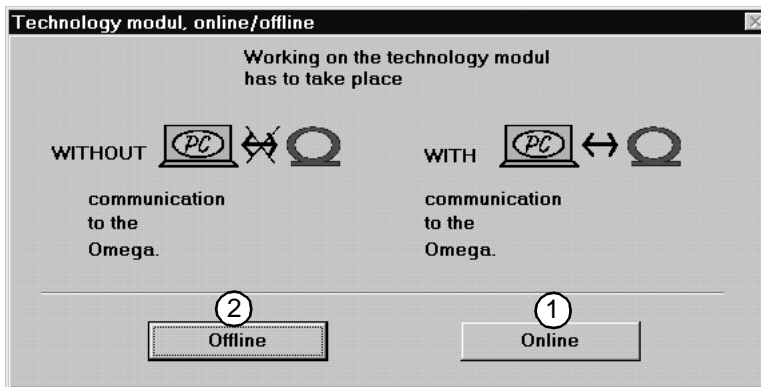 Technology modul, online/offline
Working on the technology modul
has to take place
WITHOUT PC
communication
to the
Omega.
WITH PC
communication
to the
Omega.
2
Offline
1
Online